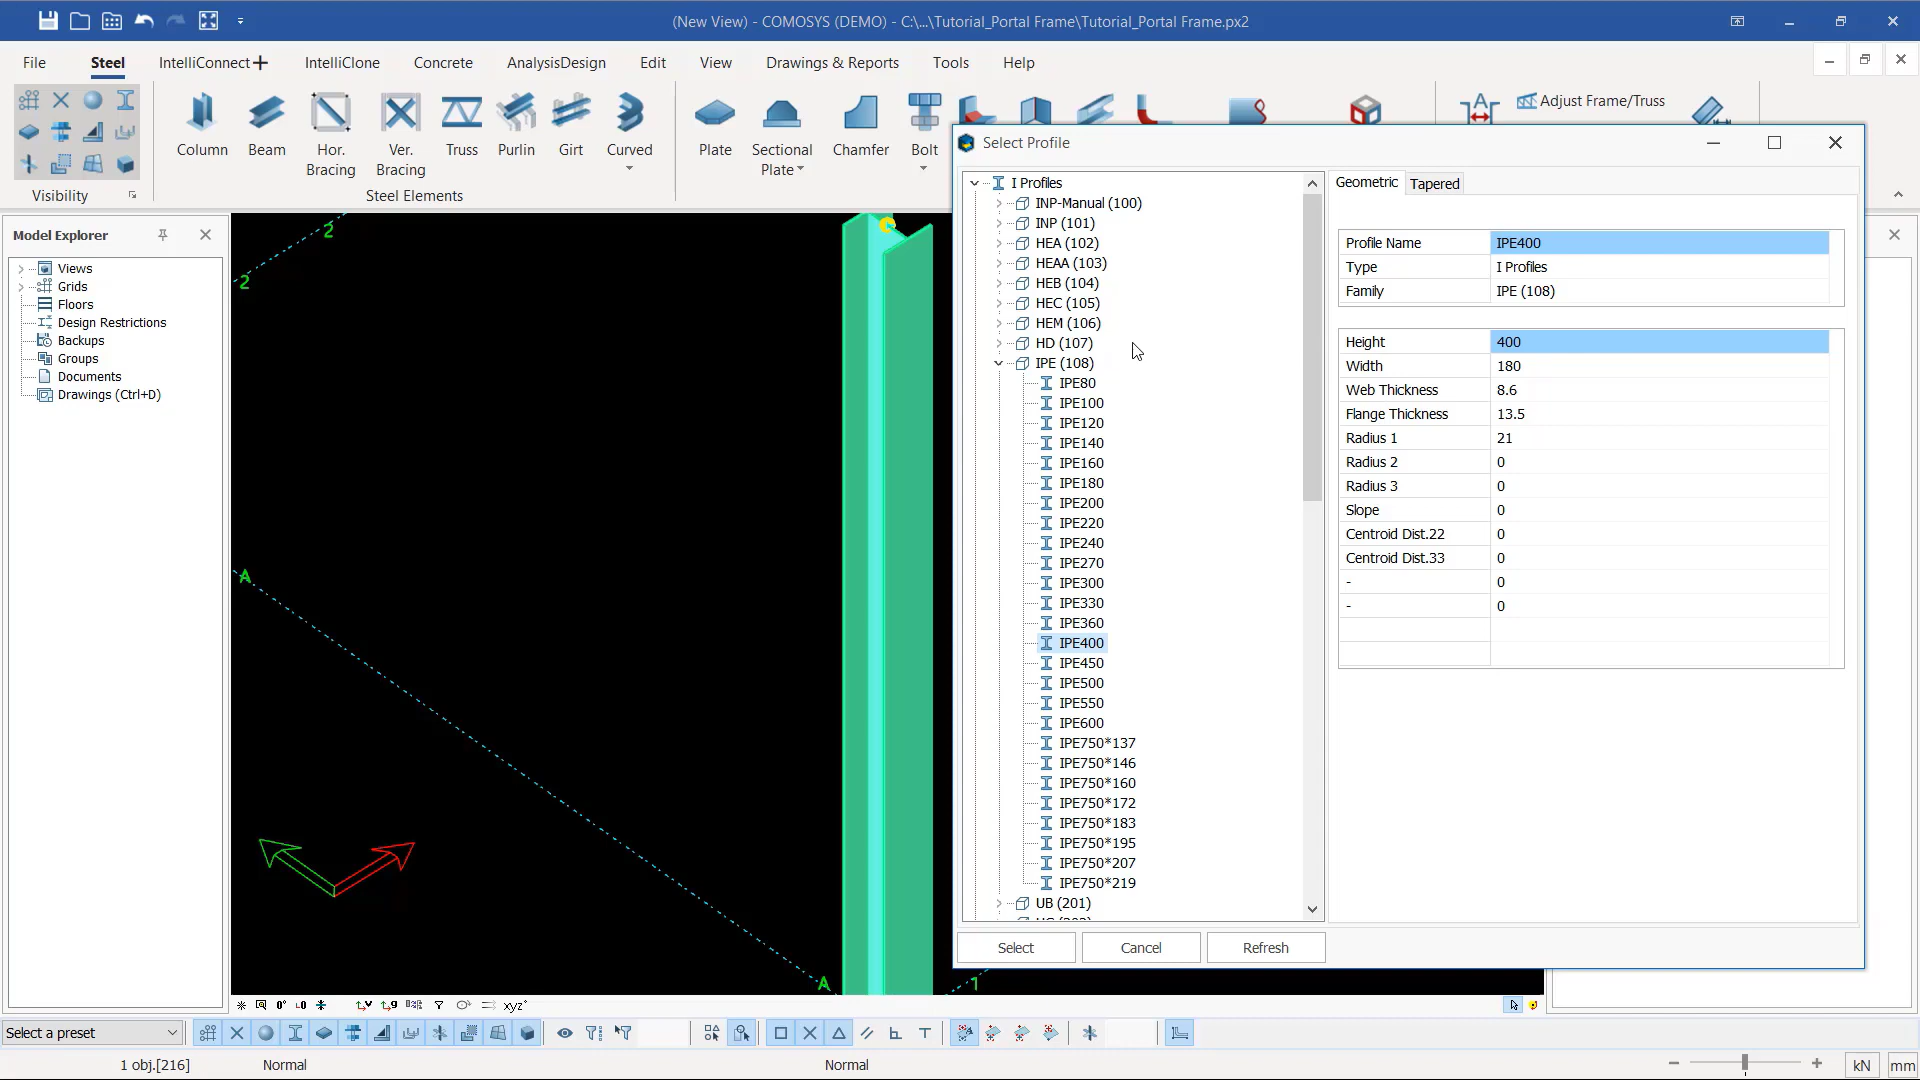 (New View) - COMOSYS (DEMO) - C:\...\Tutorial_Portal Frame\Tutorial_Portal Frame.px2
File Steel IntelliConnect+ IntelliClone Concrete AnalysisDesign Edit View Drawings & Reports Tools Help
Adjust Frame/Truss
Column Beam Hor. Bracing Ver. Bracing Truss Purlin Girt Curved Plate Sectional Plate Chamfer Bolt
Visibility
Steel Elements
Model Explorer
Views
Grids
Floors
Design Restrictions
Backups
Groups
Documents
Drawings (Ctrl+D)
2
2
A
A
1
Select Profile
I Profiles
INP-Manual (100)
INP (101)
HEA (102)
HEAA (103)
HEB (104)
HEC (105)
HEM (106)
HD (107)
IPE (108)
IPE80
IPE100
IPE120
IPE140
IPE160
IPE180
IPE200
IPE220
IPE240
IPE270
IPE300
IPE330
IPE360
IPE400
IPE450
IPE500
IPE550
IPE600
IPE750*137
IPE750*146
IPE750*160
IPE750*172
IPE750*183
IPE750*195
IPE750*207
IPE750*219
UB (201)
Geometric Tapered
Profile Name IPE400
Type I Profiles
Family IPE (108)
Height 400
Width 180
Web Thickness 8.6
Flange Thickness 13.5
Radius 1 21
Radius 2 0
Radius 3 0
Slope 0
Centroid Dist.22 0
Centroid Dist.33 0
- 0
- 0
Select Cancel Refresh
xyz
Select a preset
1 obj.[216] Normal Normal kN mm